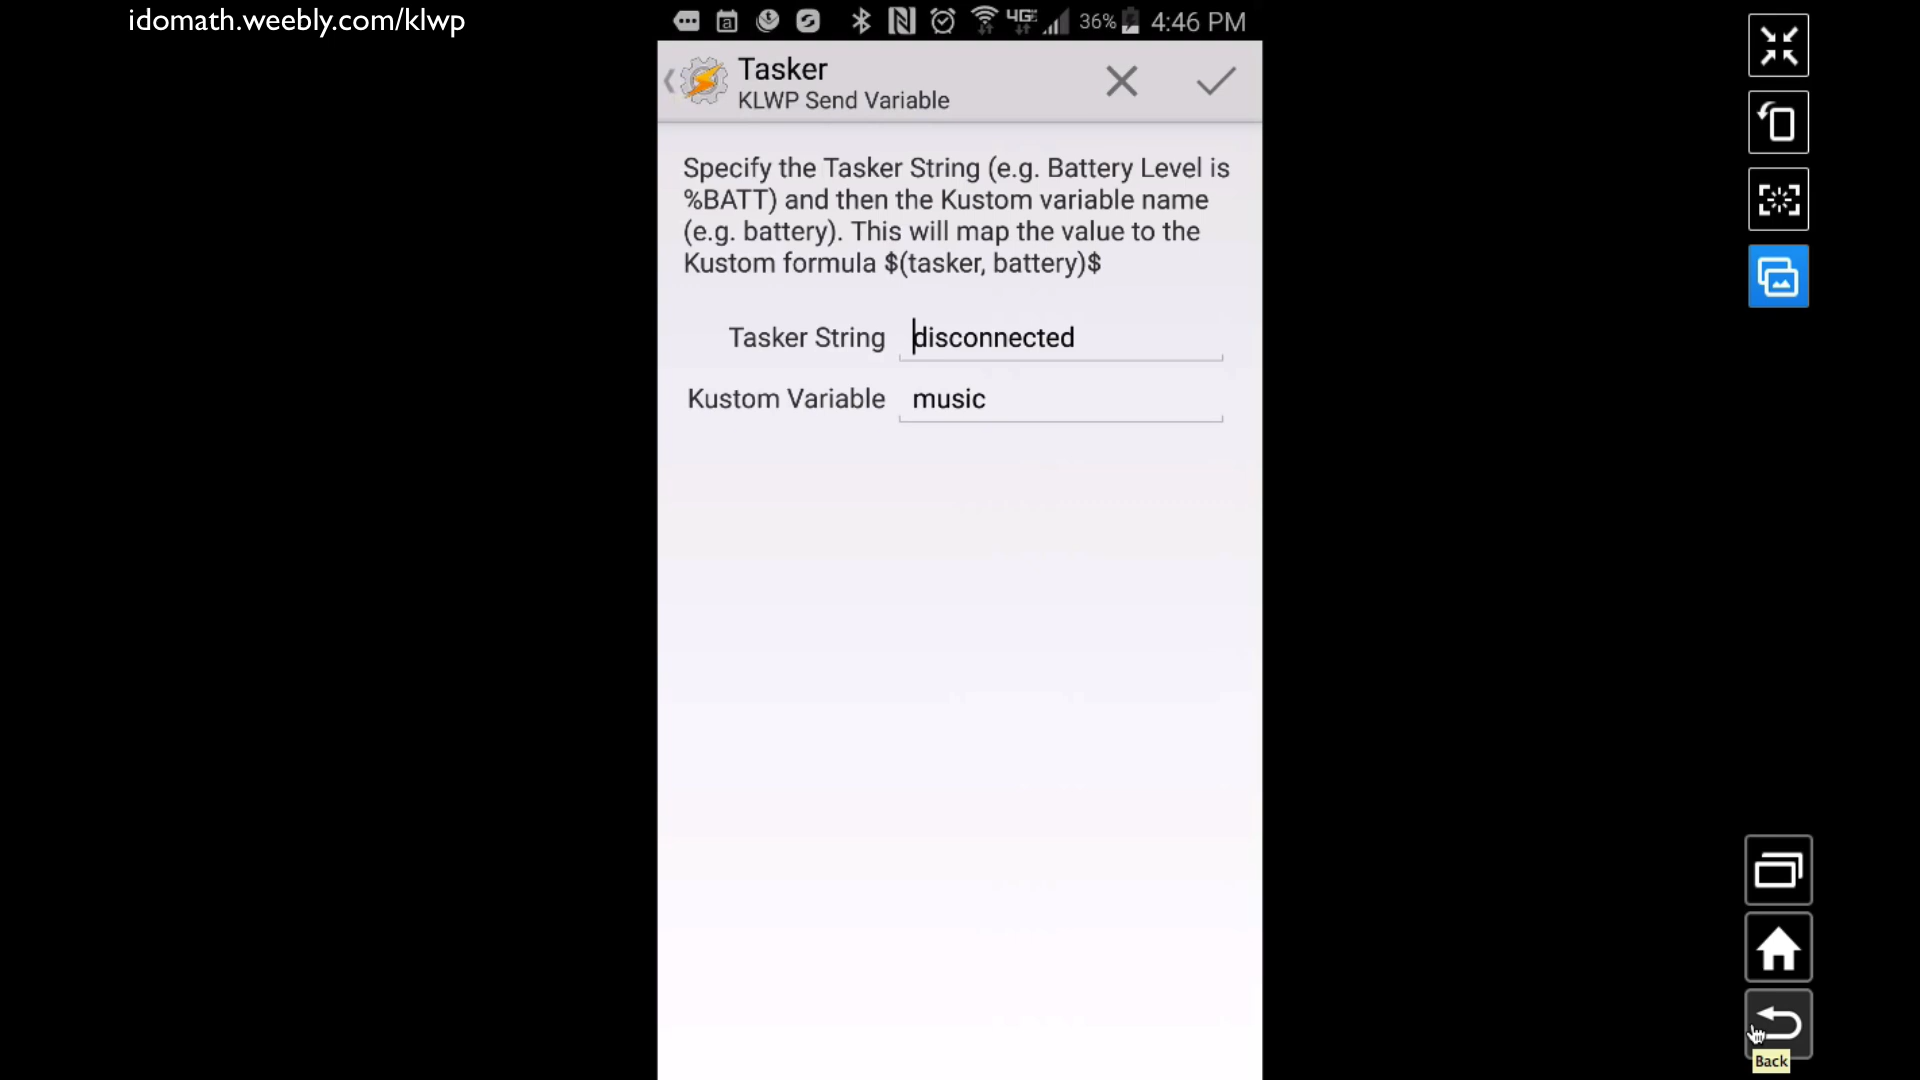 idomath.weebly.com/klwp
4G 36% 4:46 PM
Tasker
KLWP Send Variable
Specify the Tasker String (e.g. Battery Level is
%BATT) and then the Kustom variable name
(e.g. battery). This will map the value to the
Kustom formula $(tasker, battery)$
Tasker String disconnected
Kustom Variable music
Back